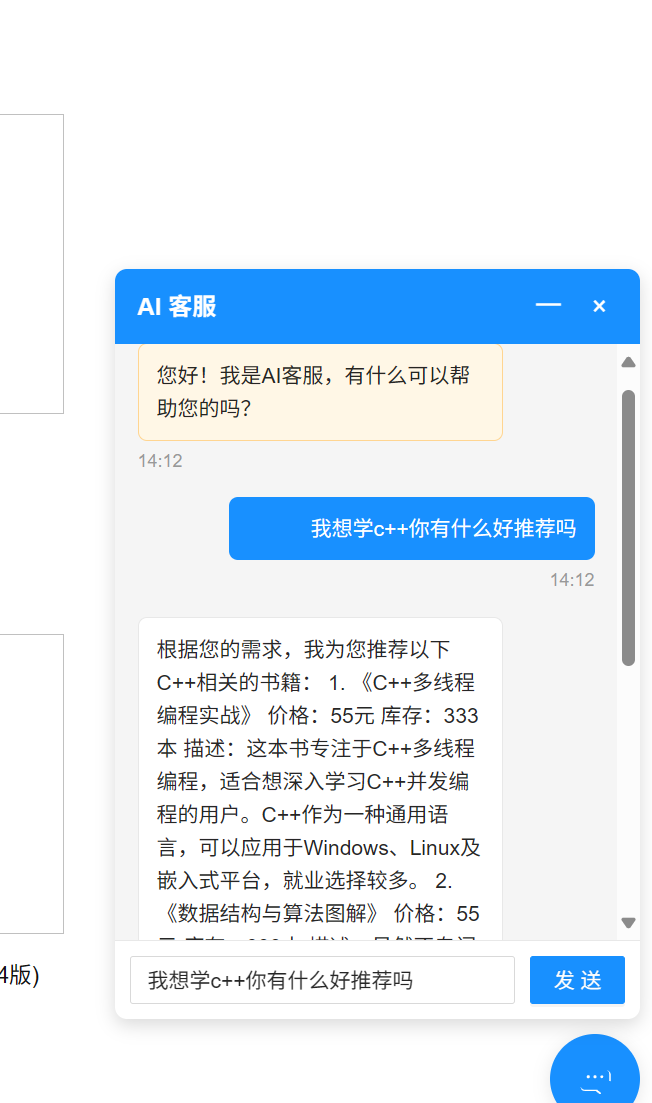 AI 客服
您好！我是AI客服，有什么可以帮
助您的吗？
14:12
我想学c++你有什么好推荐吗
14:12
根据您的需求，我为您推荐以下
C++相关的书籍： 1. 《C++多线程
编程实战》 价格：55元 库存：333
本 描述：这本书专注于C++多线程
编程，适合想深入学习C++并发编
程的用户。C++作为一种通用语
言，可以应用于Windows、Linux及
嵌入式平台，就业选择较多。 2.
《数据结构与算法图解》 价格：55
4版)
我想学c++你有什么好推荐吗
发 送